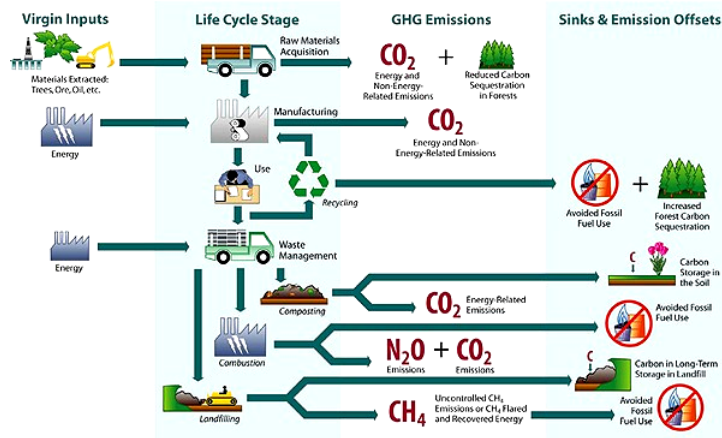 Virgin Inputs
Life Cycle Stage
GHG Emissions
Sinks & Emission Offsets
Materials Extracted:
Trees, Ore, Oil, etc.
Raw Materials
Acquisition
CO2
Energy and
Non-Energy-
Related Emissions
+
Reduced Carbon
Sequestration
in Forests
Energy
Manufacturing
CO2
Energy and Non-
Energy-Related Emissions
Use
Recycling
Avoided Fossil
Fuel Use
+
Increased
Forest Carbon
Sequestration
Energy
Waste
Management
Composting
CO2
Energy-Related
Emissions
C
Carbon
Storage in
the Soil
Combustion
N2O
Emissions
+
CO2
Emissions
Avoided Fossil
Fuel Use
Landfilling
C
Carbon in Long-Term
Storage in Landfill
CH4
Uncontrolled CH4
Emissions or CH4 Flared
and Recovered Energy
Avoided
Fossil
Fuel Use